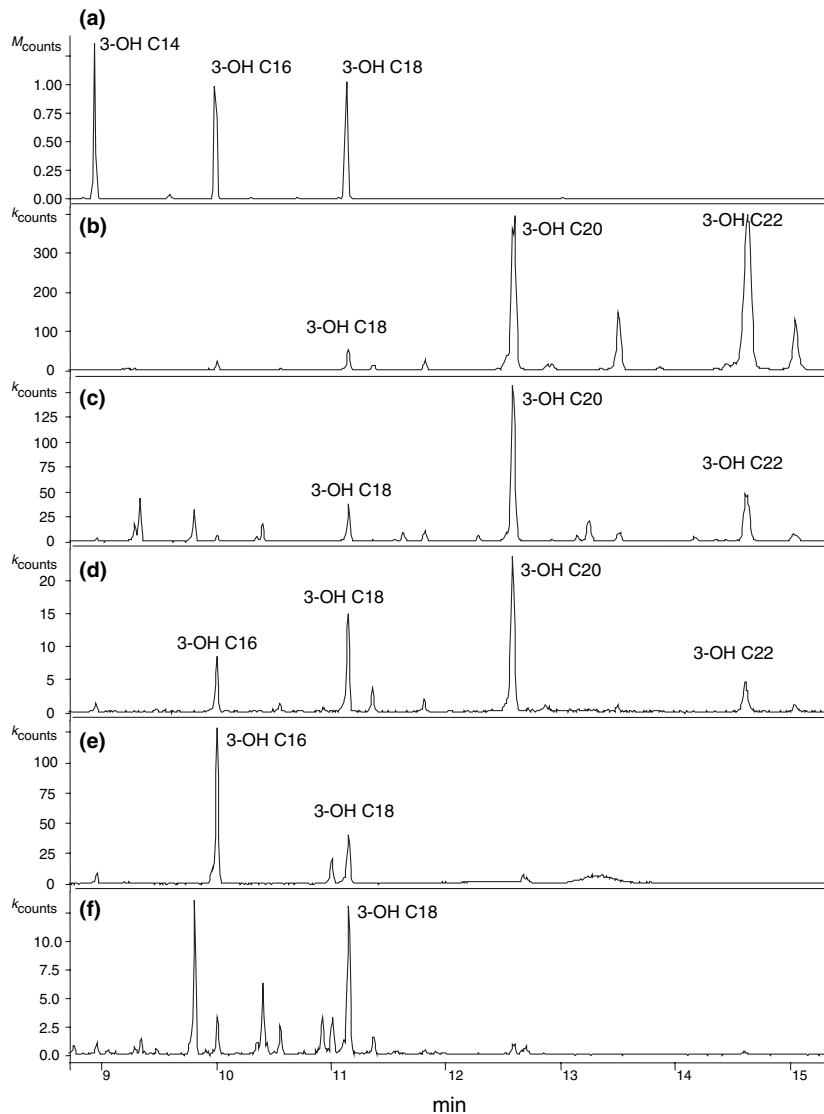 (a)
Mcounts
3-OH C14
3-OH C16
3-OH C18
1.00
0.75
0.50
0.25
0.00
kcounts
(b)
3-OH C20
3-OH C22
300
3-OH C18
200
100
0
kcounts
(c)
3-OH C20
125
100
3-OH C22
75
3-OH C18
50
25
0
kcounts
(d)
3-OH C20
20
3-OH C18
15
3-OH C16
3-OH C22
10
5
0
kcounts
(e)
3-OH C16
100
75
3-OH C18
50
25
0
kcounts
(f)
3-OH C18
10.0
7.5
5.0
2.5
0.0
9 10 11 12 13 14 15
min